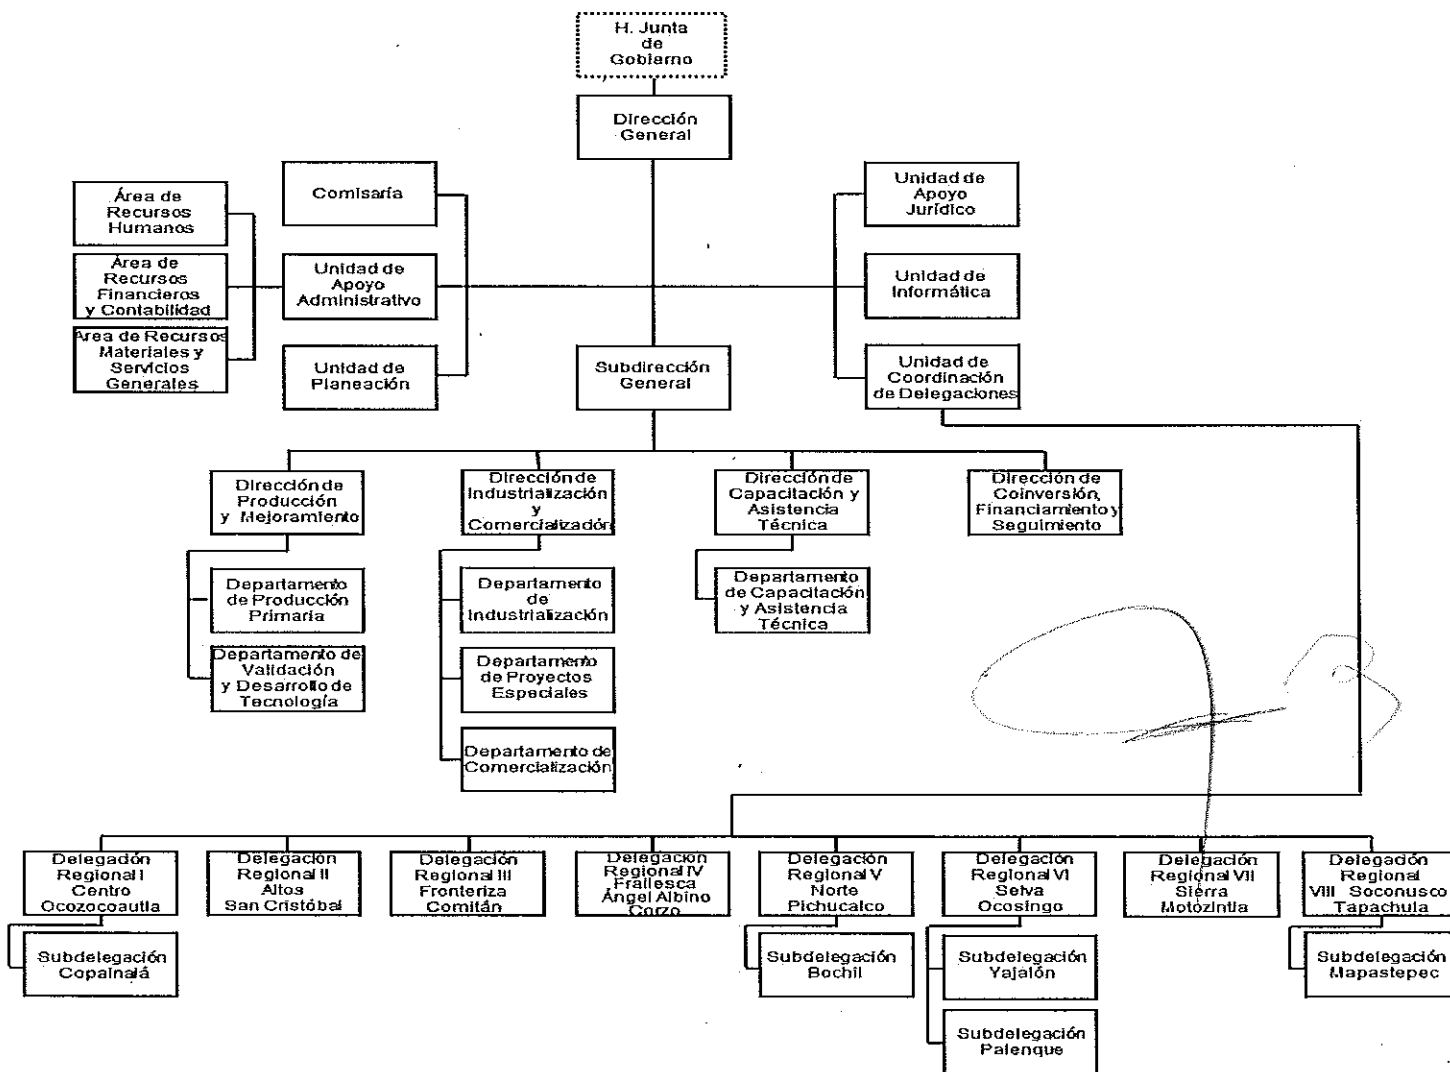 H. Junta
de
Gobierno
Dirección
General
Área de
Recursos
Humanos
Comisaría
Unidad de
Apoyo
Jurídico
Área de
Recursos
Financieros
y Contabilidad
Unidad de
Apoyo
Administrativo
Unidad de
Informática
Área de Recursos
Materiales y
Servicios
Generales
Unidad de
Planeación
Subdirección
General
Unidad de
Coordinación
de Delegaciones
Dirección de
Producción
y Mejoramiento
Dirección de
Industrialización
y
Comercialización
Dirección de
Capacitación y
Asistencia
Técnica
Dirección de
Coinversión,
Financiamiento y
Seguimiento
Departamento
de Producción
Primaria
Departamento
de
Industrialización
Departamento
de Capacitación
y Asistencia
Técnica
Departamento de
Validación
y Desarrollo de
Tecnología
Departamento
de Proyectos
Especiales
Departamento de
Comercialización
Delegación
Regional I
Centro
Ocozocoautla
Delegación
Regional II
Altos
San Cristóbal
Delegación
Regional III
Fronteriza
Comitán
Delegación
Regional IV
Frailesca
Ángel Albino
Corzo
Delegación
Regional V
Norte
Pichucalco
Delegación
Regional VI
Selva
Ocosingo
Delegación
Regional VII
Sierra
Motozintla
Delegación
Regional
VIII Soconusco
Tapachula
Subdelegación
Copainalá
Subdelegación
Bochil
Subdelegación
Yajalón
Subdelegación
Mapastepec
Subdelegación
Palenque